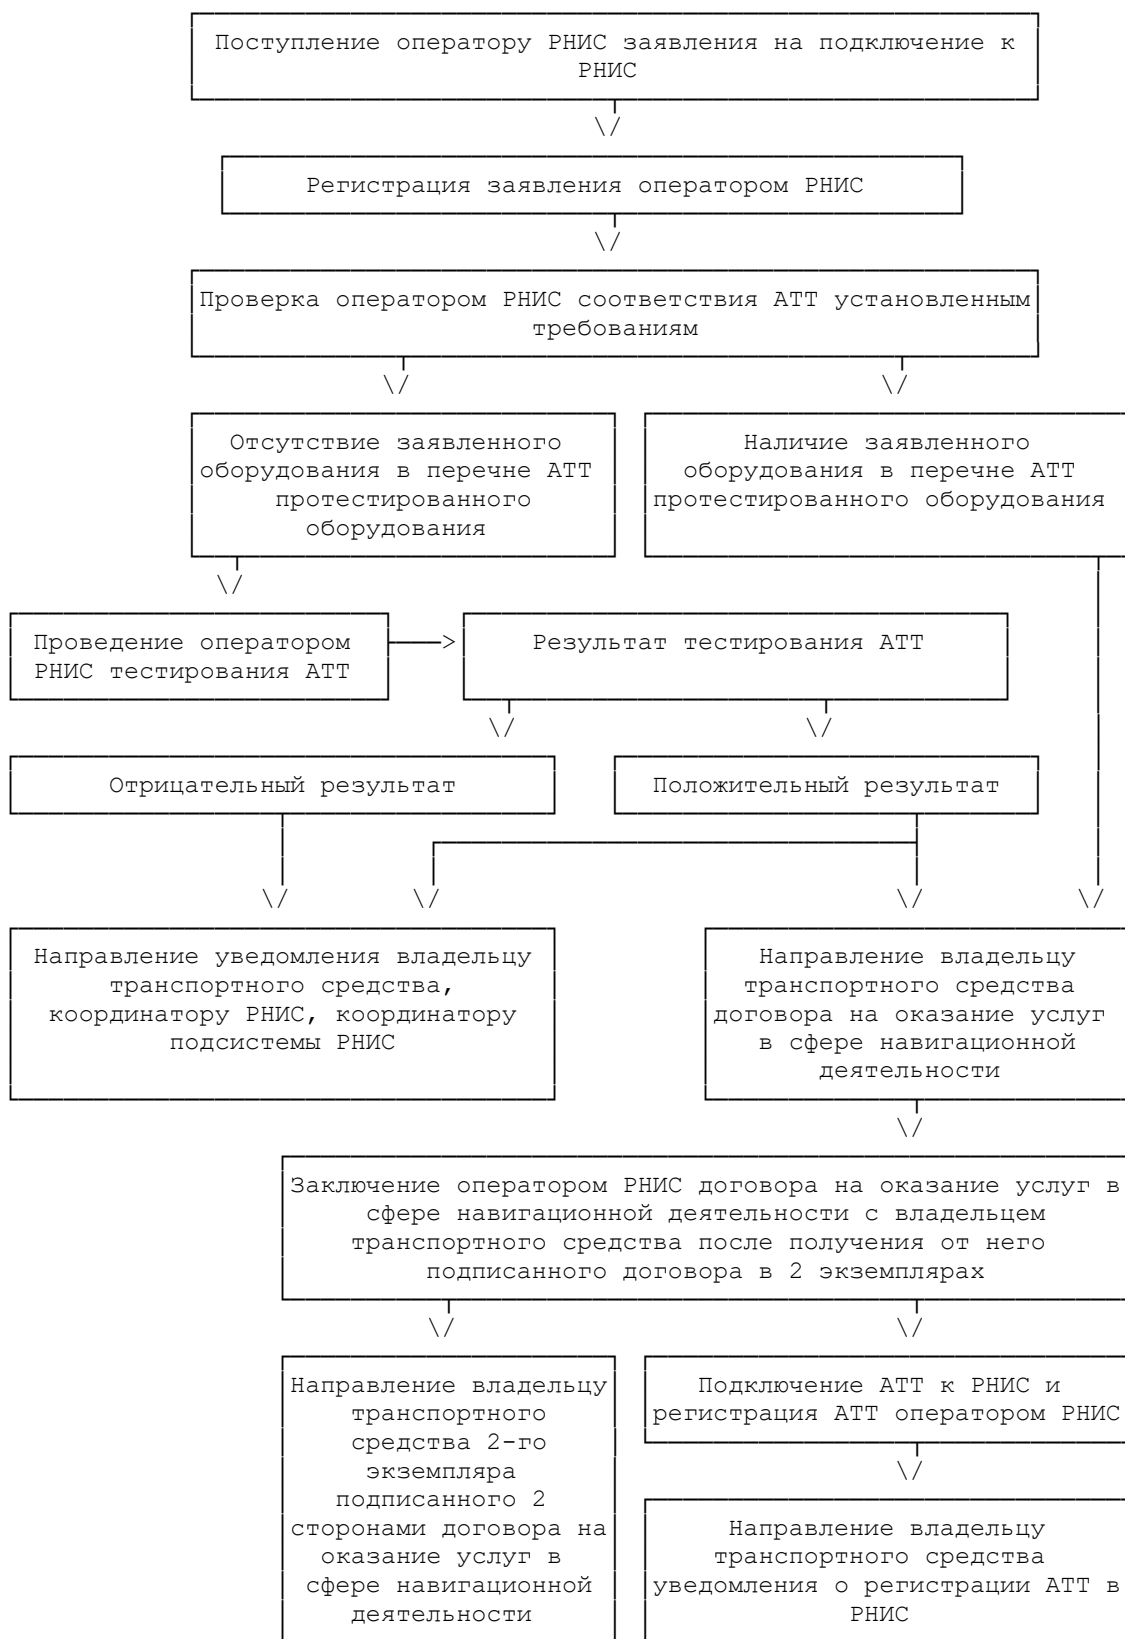 Поступление оператору РНИС заявления на подключение к
РНИС
Регистрация заявления оператором РНИС
Проверка оператором РНИС соответствия АТТ установленным
требованиям
Отсутствие заявленного
оборудования в перечне АТТ
протестированного
оборудования
Наличие заявленного
оборудования в перечне АТТ
протестированного оборудования
Проведение оператором
РНИС тестирования АТТ
Результат тестирования АТТ
Отрицательный результат
Положительный результат
Направление уведомления владельцу
транспортного средства,
координатору РНИС, координатору
подсистемы РНИС
Направление владельцу
транспортного средства
договора на оказание услуг
в сфере навигационной
деятельности
Заключение оператором РНИС договора на оказание услуг в
сфере навигационной деятельности с владельцем
транспортного средства после получения от него
подписанного договора в 2 экземплярах
Направление владельцу
транспортного
средства 2-го
экземпляра
подписанного 2
сторонами договора на
оказание услуг в
сфере навигационной
деятельности
Подключение АТТ к РНИС и
регистрация АТТ оператором РНИС
Направление владельцу
транспортного средства
уведомления о регистрации АТТ в
РНИС